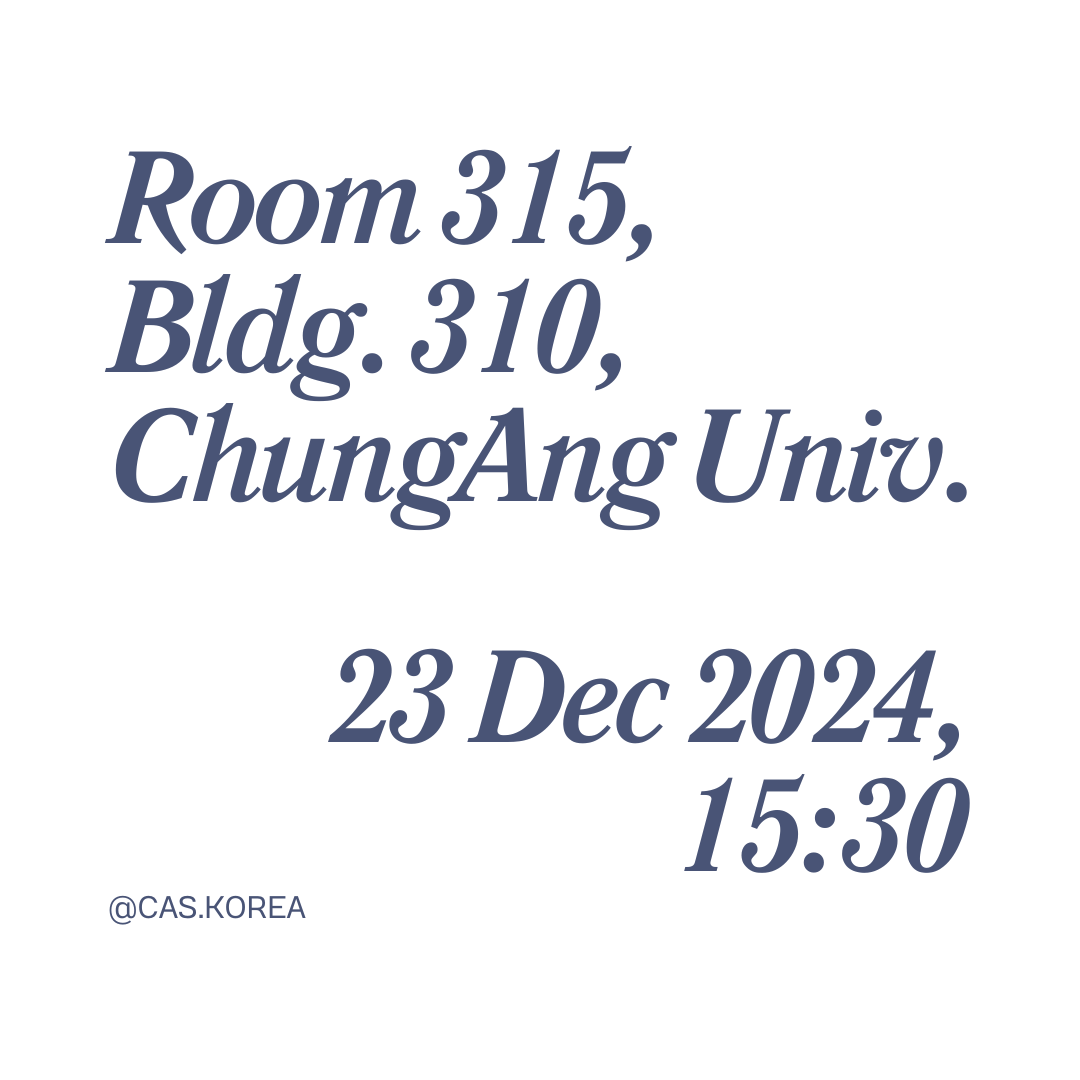 Room 315,
Bldg. 310,
ChungAng Univ.
23 Dec 2024,
15:30
@CAS.KOREA